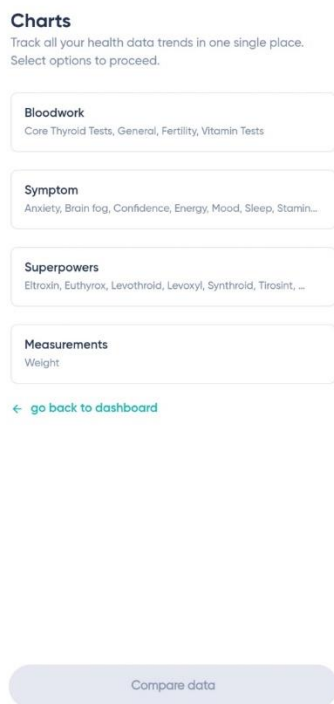 Charts
Track all your health data trends in one single place.
Select options to proceed.
Bloodwork
Core Thyroid Tests, General, Fertility, Vitamin Tests
Symptom
Anxiety, Brain fog, Confidence, Energy, Mood, Sleep, Stamin...
Superpowers
Eltroxin, Euthyrox, Levothroid, Levoxyl, Synthroid, Tirosint, ...
Measurements
Weight
← go back to dashboard
Compare data